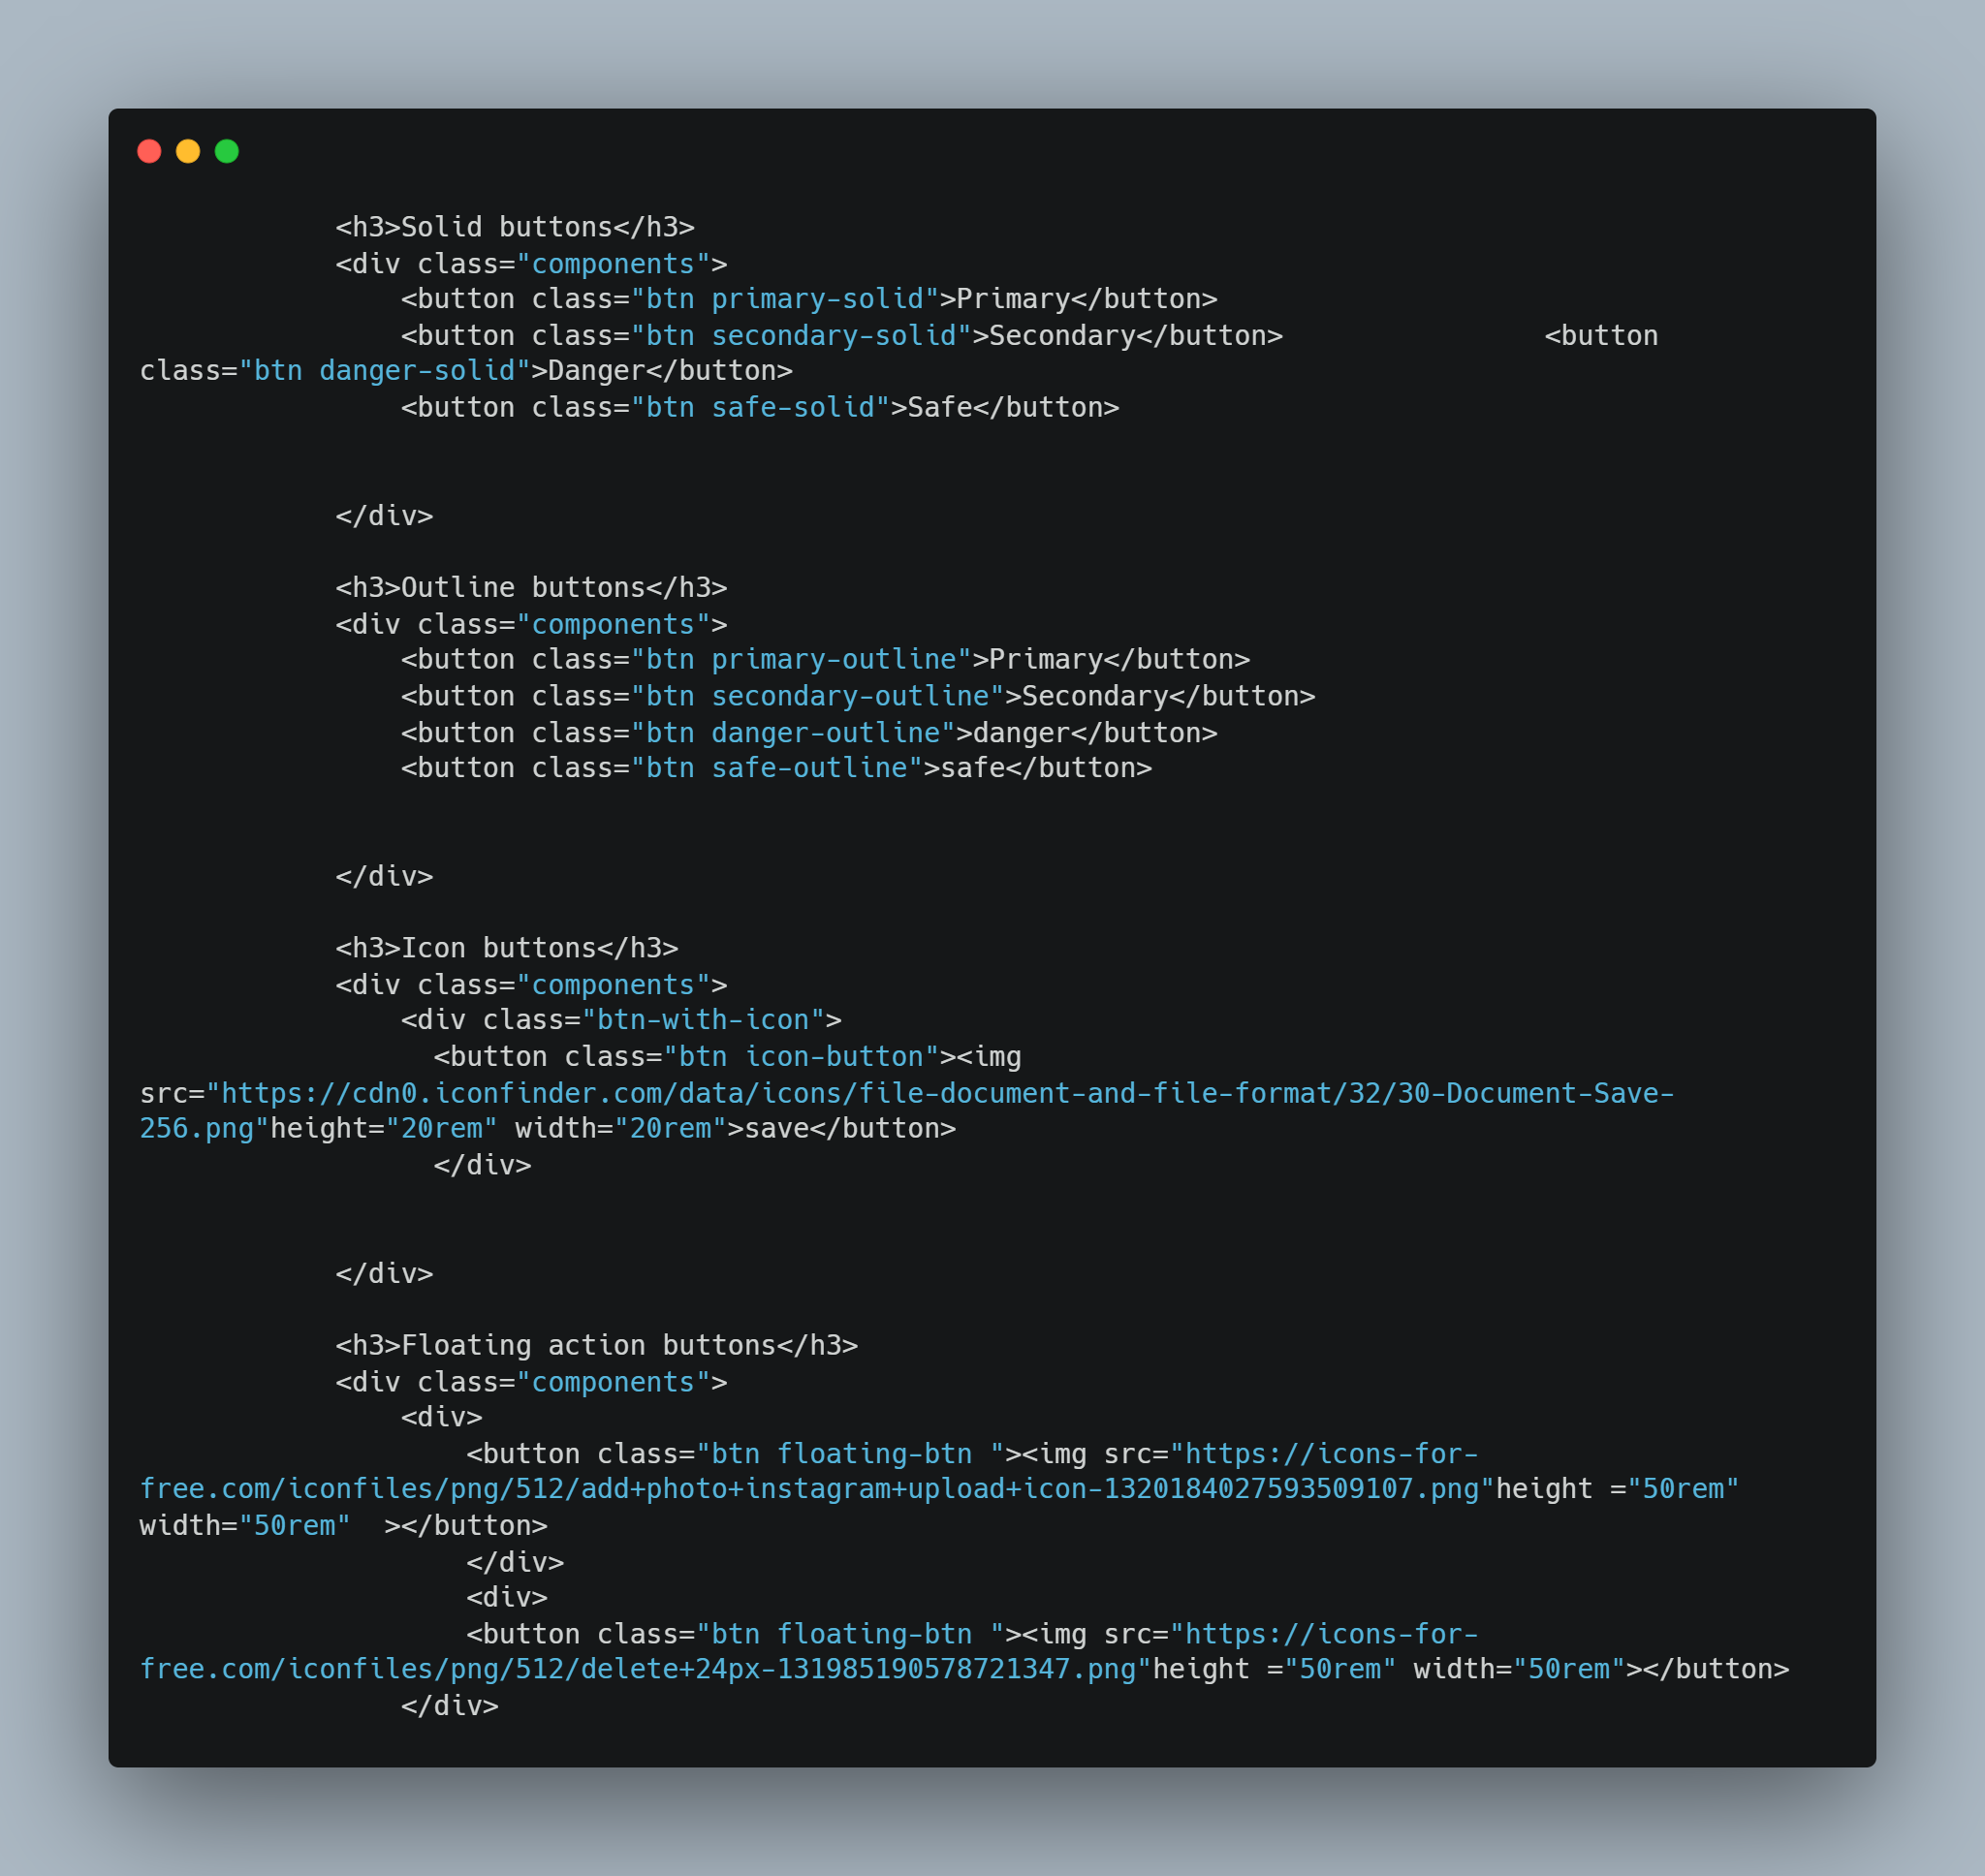 <h3>Solid buttons</h3>
<div class="components">
<button class="btn primary-solid">Primary</button>
<button class="btn secondary-solid">Secondary</button>                <button
class="btn danger-solid">Danger</button>
<button class="btn safe-solid">Safe</button>
</div>
<h3>Outline buttons</h3>
<div class="components">
<button class="btn primary-outline">Primary</button>
<button class="btn secondary-outline">Secondary</button>
<button class="btn danger-outline">danger</button>
<button class="btn safe-outline">safe</button>
</div>
<h3>Icon buttons</h3>
<div class="components">
<div class="btn-with-icon">
<button class="btn icon-button"><img
src="https://cdn0.iconfinder.com/data/icons/file-document-and-file-format/32/30-Document-Save-
256.png"height="20rem" width="20rem">save</button>
</div>
</div>
<h3>Floating action buttons</h3>
<div class="components">
<div>
<button class="btn floating-btn "><img src="https://icons-for-
free.com/iconfiles/png/512/add+photo+instagram+upload+icon-1320184027593509107.png"height ="50rem"
width="50rem"  ></button>
</div>
<div>
<button class="btn floating-btn "><img src="https://icons-for-
free.com/iconfiles/png/512/delete+24px-131985190578721347.png"height ="50rem" width="50rem"></button>
</div>